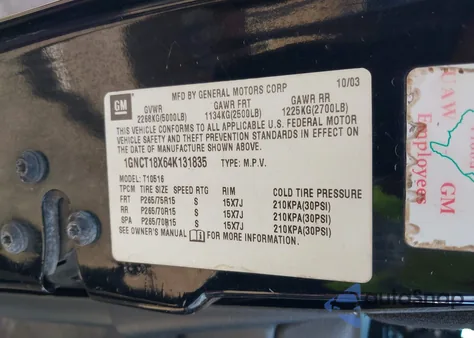 MFD BY GENERAL MOTORS CORP 10/03
GM
GVWR GAWR FRT GAWR RR
2268KG(5000LB) 1134KG(2500LB) 1225KG(2700LB)
THIS VEHICLE CONFORMS TO ALL APPLICABLE U.S. FEDERAL MOTOR
VEHICLE SAFETY AND THEFT PREVENTION STANDARDS IN EFFECT ON
THE DATE OF MANUFACTURE SHOWN ABOVE.
1GNCT18X64K131835 TYPE: M.P.V.
MODEL: T10516
TPCM TIRE SIZE SPEED RTG RIM COLD TIRE PRESSURE
FRT P265/75R15 S 15X7J 210KPA(30PSI)
RR P265/70R15 S 15X7J 210KPA(30PSI)
SPA P265/70R15 S 15X7J 210KPA(30PSI)
SEE OWNER'S MANUAL FOR MORE INFORMATION.
UAW GM
Employees
AutoSnap